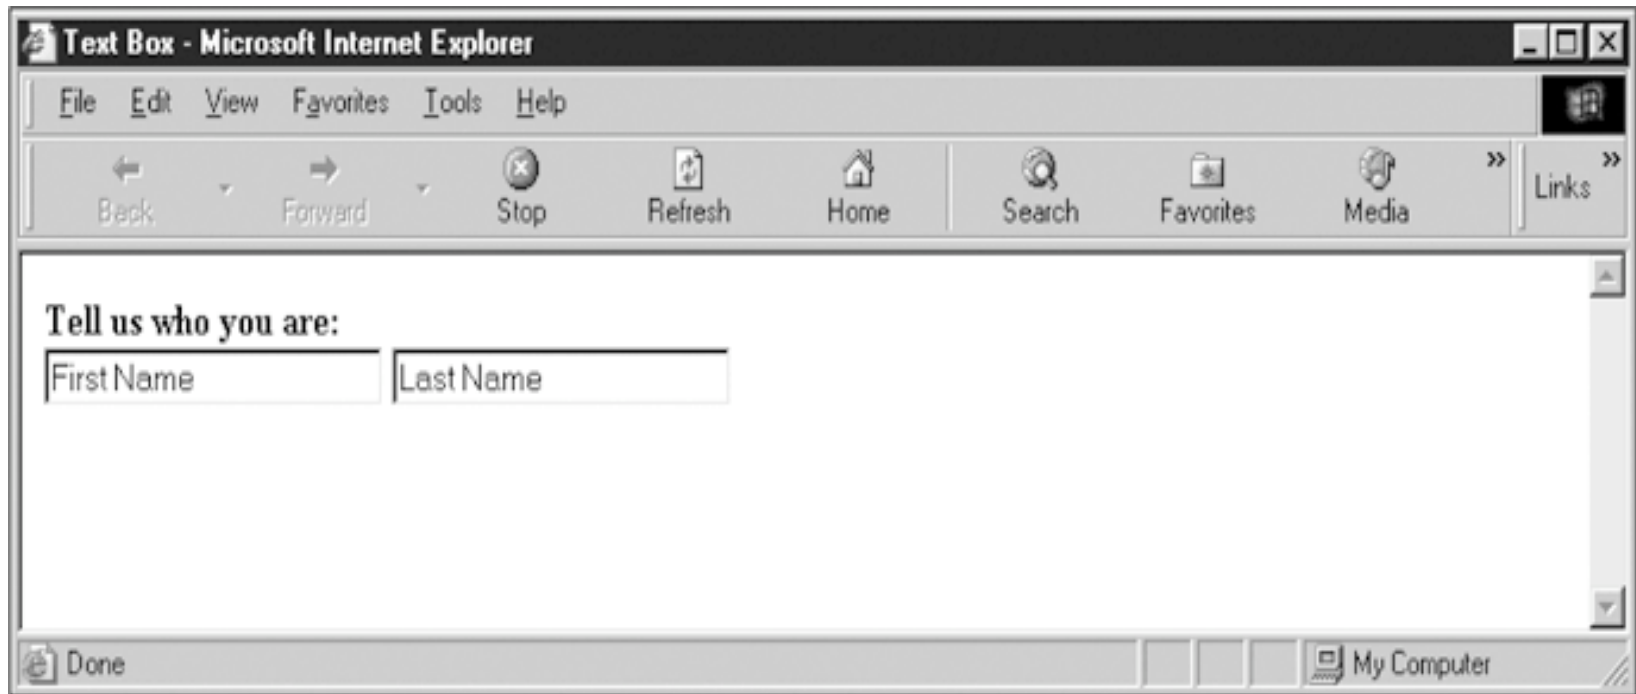 Text Box - Microsoft Internet Explorer
File Edit View Favorites Tools Help
Back Forward Stop Refresh Home Search Favorites Media » Links »
Tell us who you are:
First Name Last Name
Done My Computer